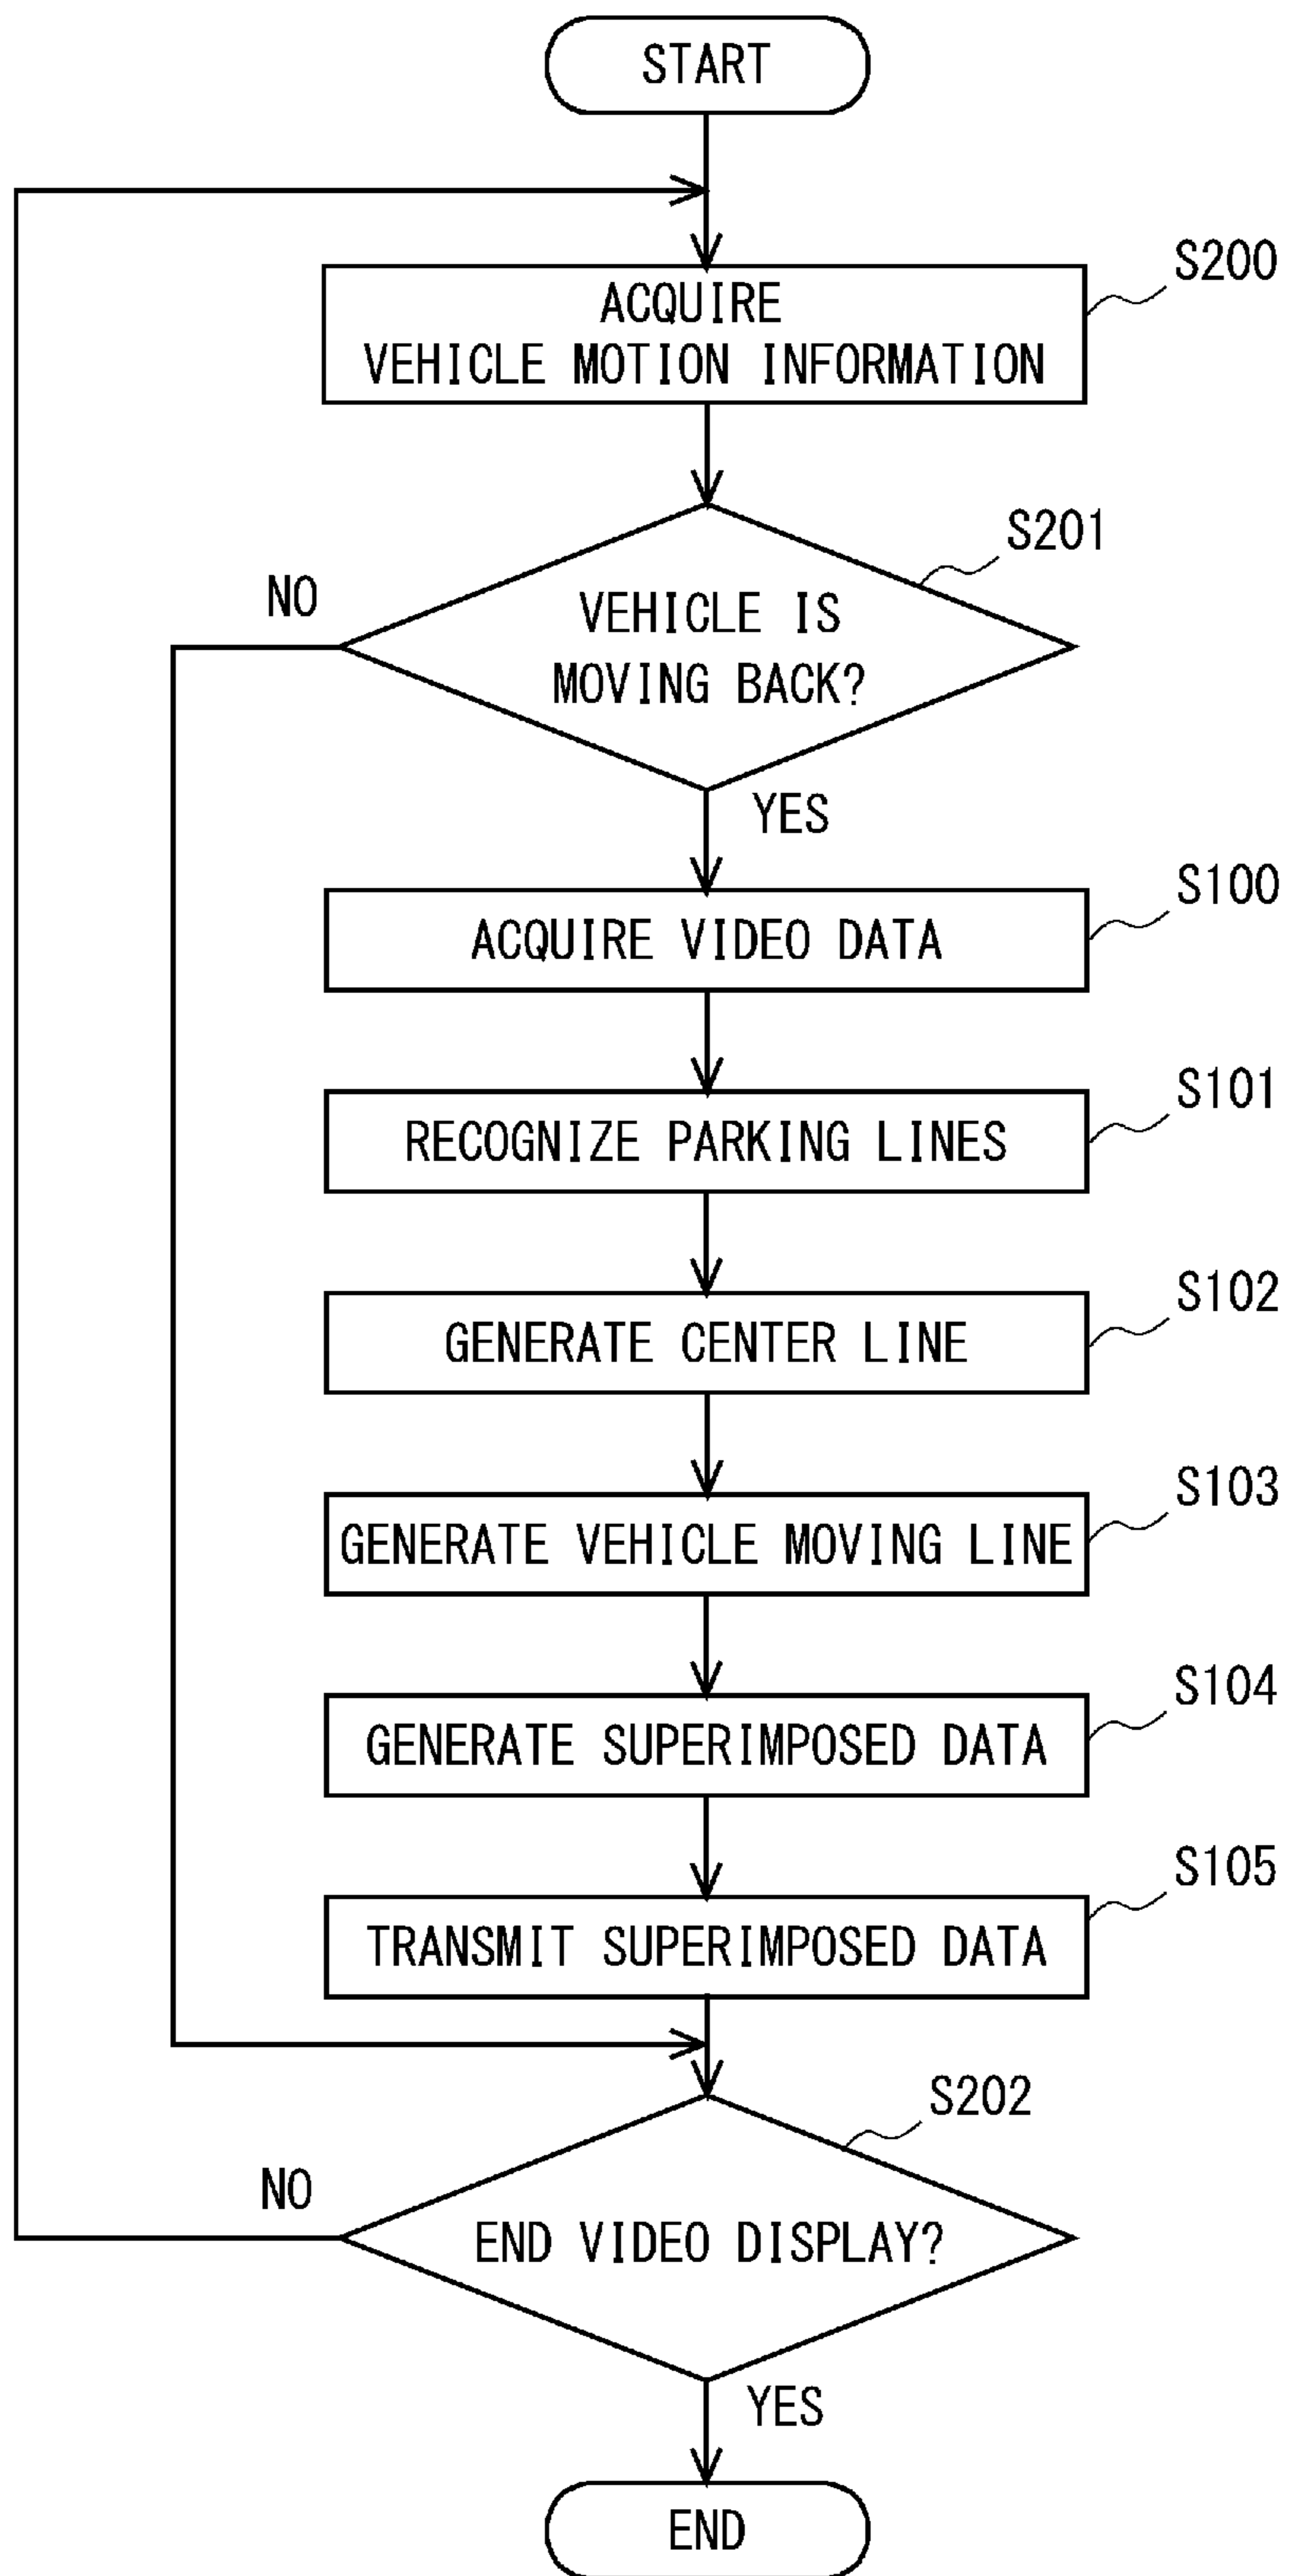 START
S200
ACQUIRE
VEHICLE MOTION INFORMATION
S201
NO
VEHICLE IS
MOVING BACK?
YES
S100
ACQUIRE VIDEO DATA
S101
RECOGNIZE PARKING LINES
S102
GENERATE CENTER LINE
S103
GENERATE VEHICLE MOVING LINE
S104
GENERATE SUPERIMPOSED DATA
S105
TRANSMIT SUPERIMPOSED DATA
S202
NO
END VIDEO DISPLAY?
YES
END